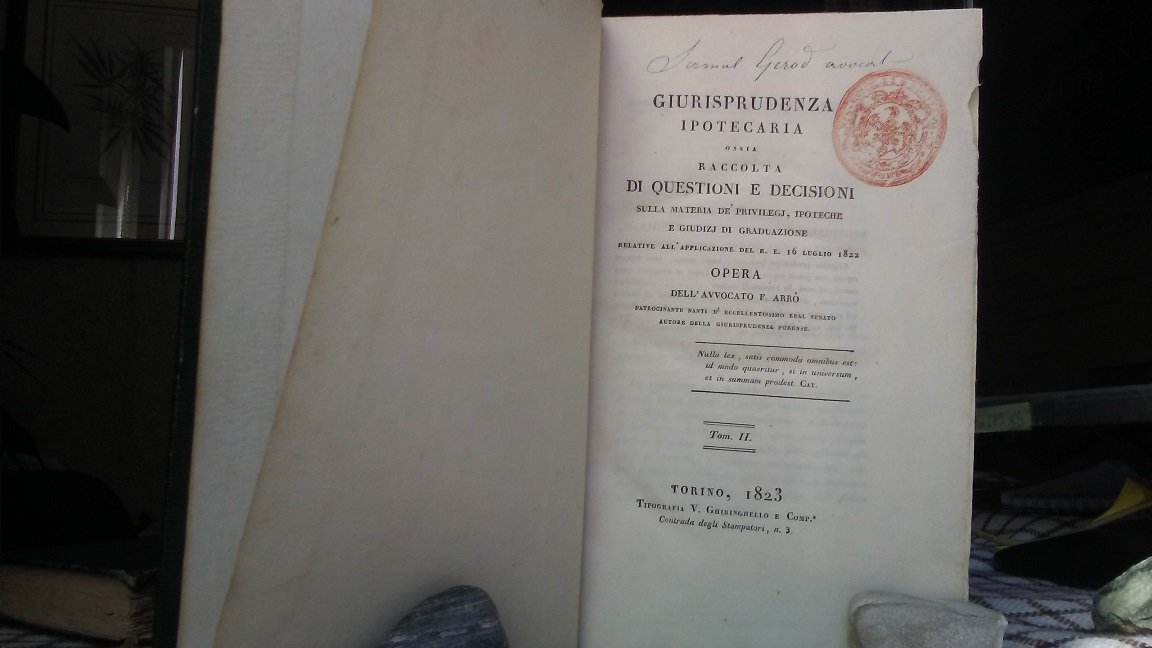 avocat
GIURISPRUDENZA
IPOTECARIA
OSSIA
RACCOLTA
DI QUESTIONI E DECISIONI
SULLA MATERIA DE' PRIVILEGJ, IPOTECHE
E GIUDIZJ DI GRADUAZIONE
RELATIVE ALL'APPLICAZIONE DEL R. E. 16 LUGLIO 1822
OPERA
DELL'AVVOCATO F. ARRÒ
PATROCINANTE NANTI L' ECCELLENTISSIMO REAL SENATO
AUTORE DELLA GIURISPRUDENZA FORENSE.
Nulla lex, satis commoda omnibus est:
id modo quaeritur, si in universum,
et in summam prodest. CAT.
Tom. II.
TORINO, 1823
TIPOGRAFIA V. GHIRINGHELLO E COMP.ª
Contrada degli Stampatori, n. 3.